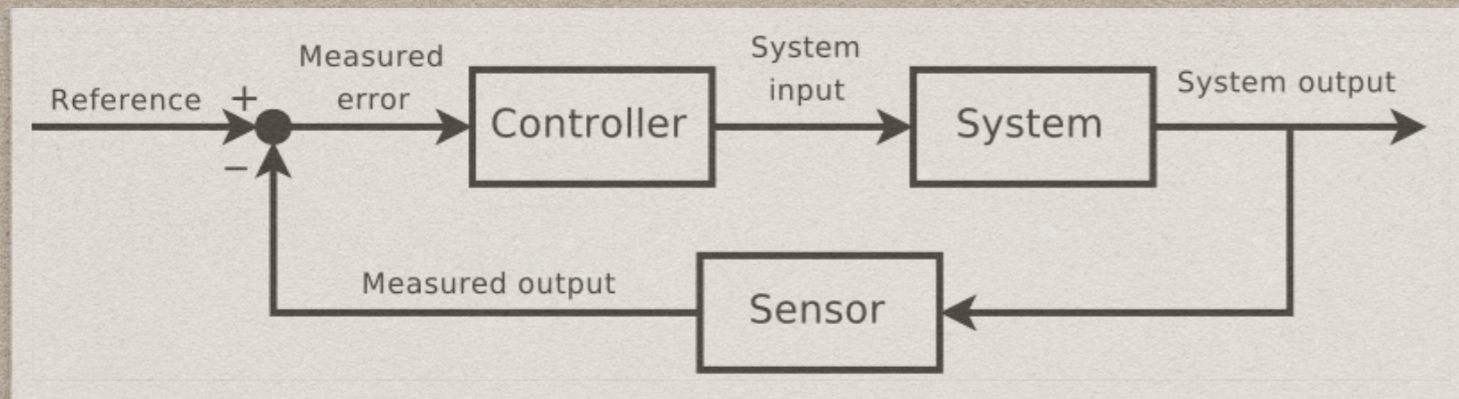 Reference
+
−
Measured
error
Controller
System
input
System
System output
Measured output
Sensor